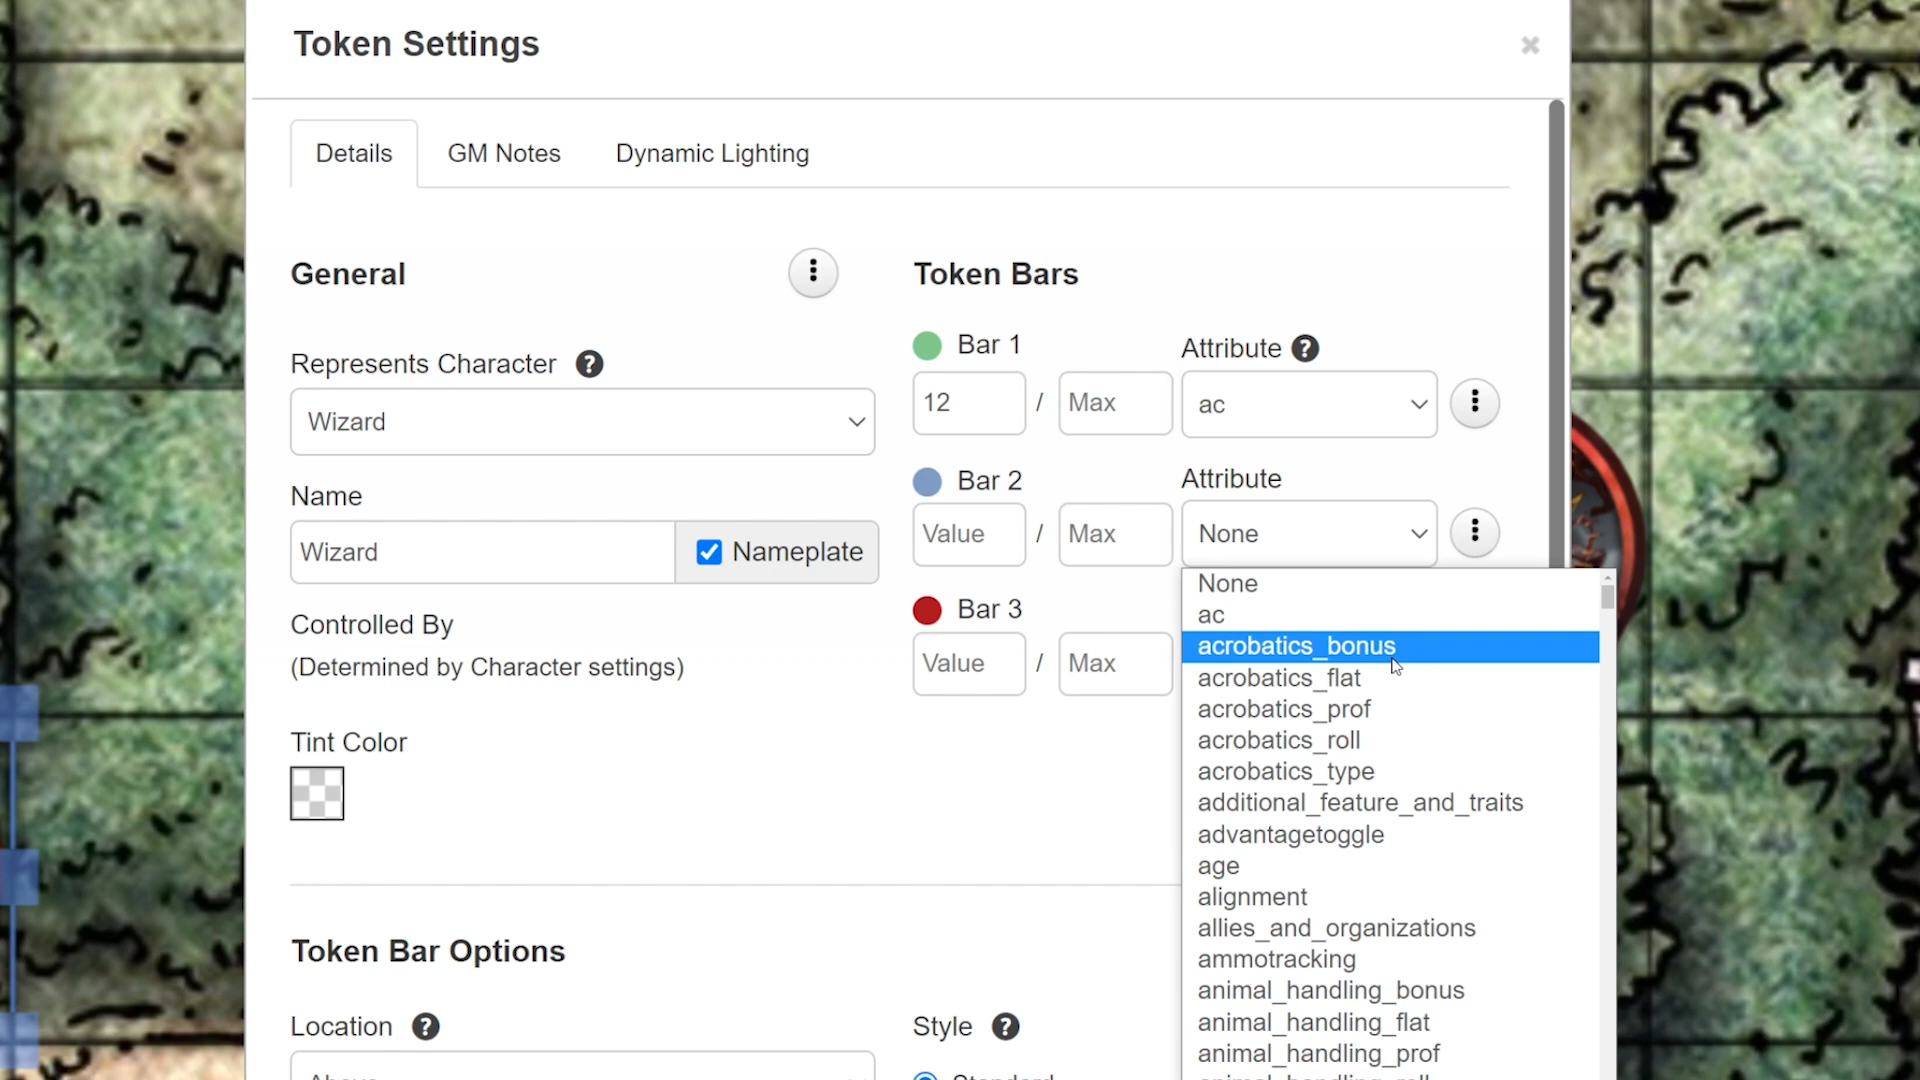 Token Settings
Details
GM Notes
Dynamic Lighting
General
Represents Character
Wizard
Name
Wizard
Nameplate
Controlled By
(Determined by Character settings)
Tint Color
Token Bars
Bar 1
Attribute
12 / Max
ac
Bar 2
Attribute
Value / Max
None
Bar 3
Value / Max
None
ac
acrobatics_bonus
acrobatics_flat
acrobatics_prof
acrobatics_roll
acrobatics_type
additional_feature_and_traits
advantagetoggle
age
alignment
allies_and_organizations
ammotracking
animal_handling_bonus
animal_handling_flat
animal_handling_prof
Token Bar Options
Location
Style